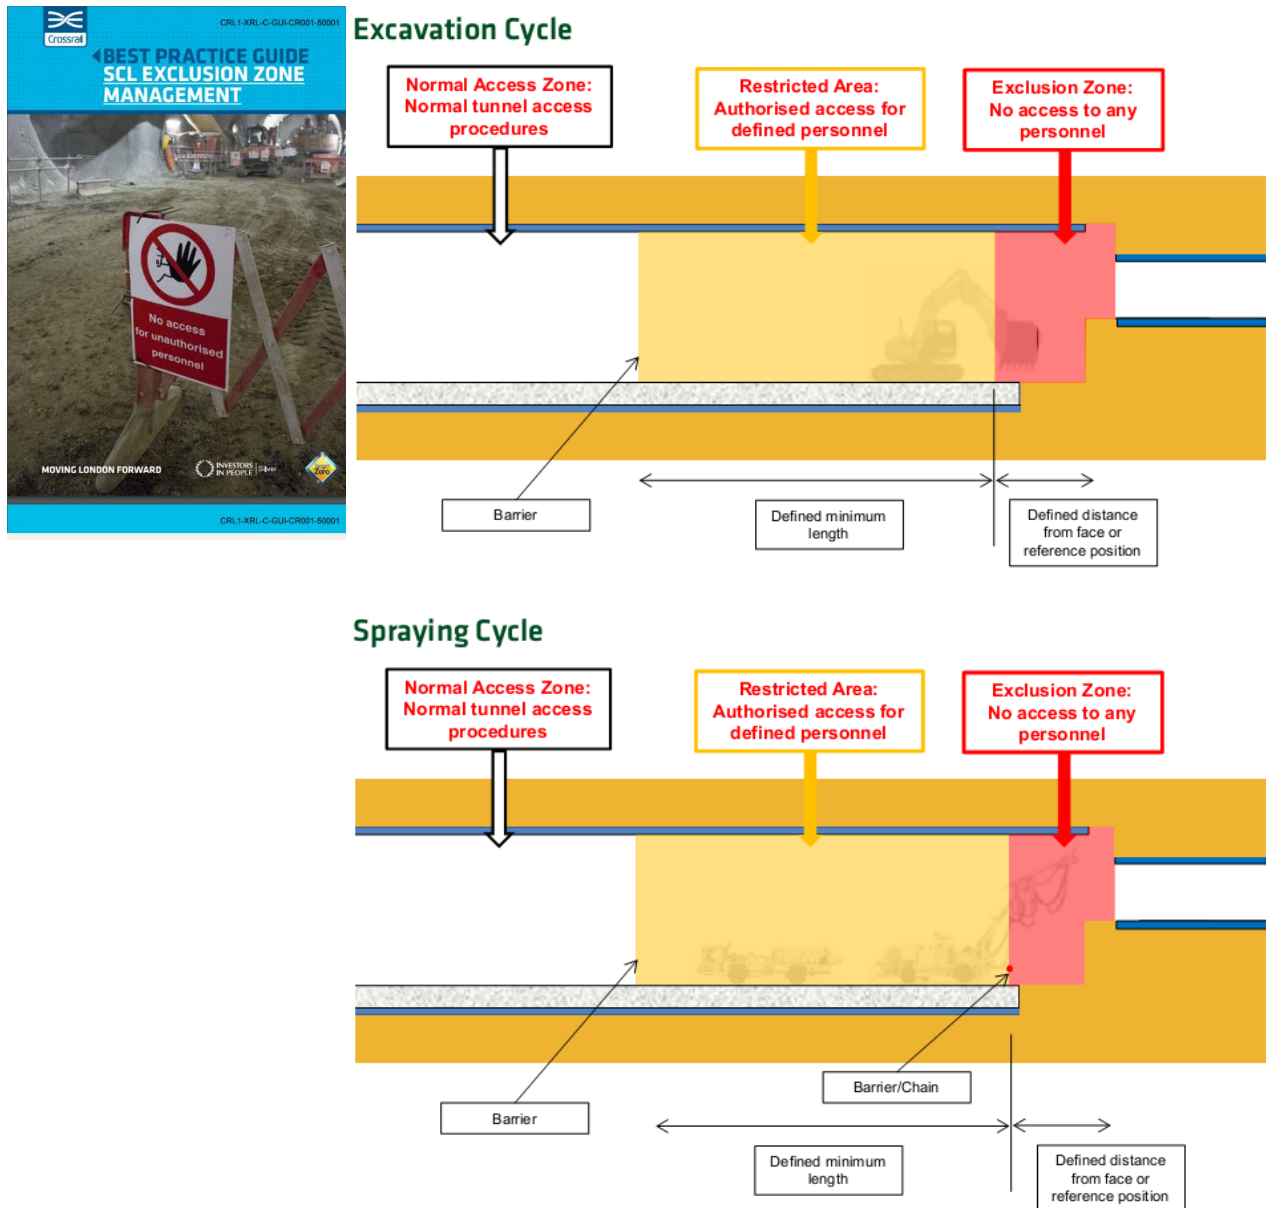 CRL1-XRL-C-GUI-CR001-50001
Crossrail
BEST PRACTICE GUIDE
SCL EXCLUSION ZONE
MANAGEMENT
No access
for unauthorised
personnel
MOVING LONDON FORWARD
INVESTORS
IN PEOPLE
Silver
Zero
CRL1-XRL-C-GUI-CR001-50001
Excavation Cycle
Normal Access Zone:
Normal tunnel access
procedures
Restricted Area:
Authorised access for
defined personnel
Exclusion Zone:
No access to any
personnel
Barrier
Defined minimum
length
Defined distance
from face or
reference position
Spraying Cycle
Normal Access Zone:
Normal tunnel access
procedures
Restricted Area:
Authorised access for
defined personnel
Exclusion Zone:
No access to any
personnel
Barrier
Barrier/Chain
Defined minimum
length
Defined distance
from face or
reference position